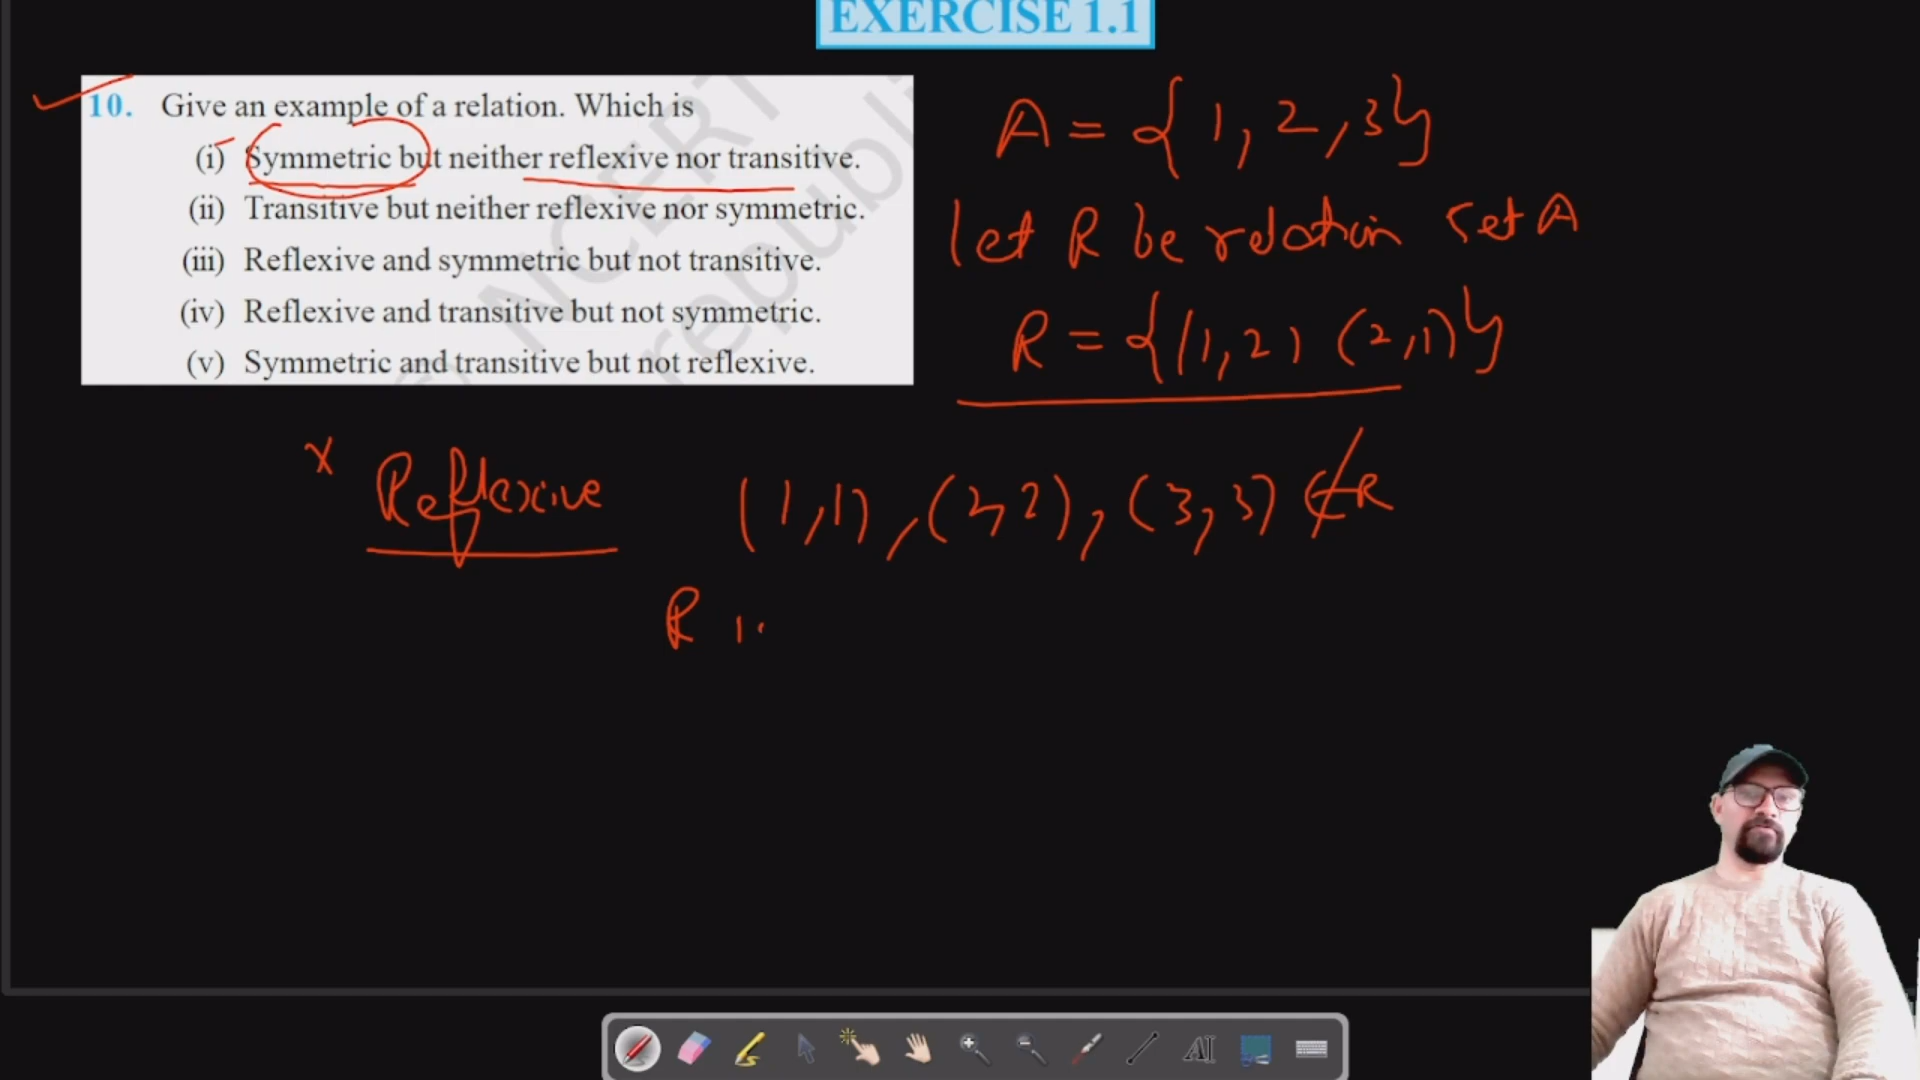 EXERCISE 1.1
10. Give an example of a relation. Which is
(i) Symmetric but neither reflexive nor transitive.
(ii) Transitive but neither reflexive nor symmetric.
(iii) Reflexive and symmetric but not transitive.
(iv) Reflexive and transitive but not symmetric.
(v) Symmetric and transitive but not reflexive.
NCERT
republi
A = {1, 2, 3}
let R be relation set A
R = {(1,2) (2,1)}
x Reflexive (1,1), (2,2), (3,3) ∉ R
R i
AI